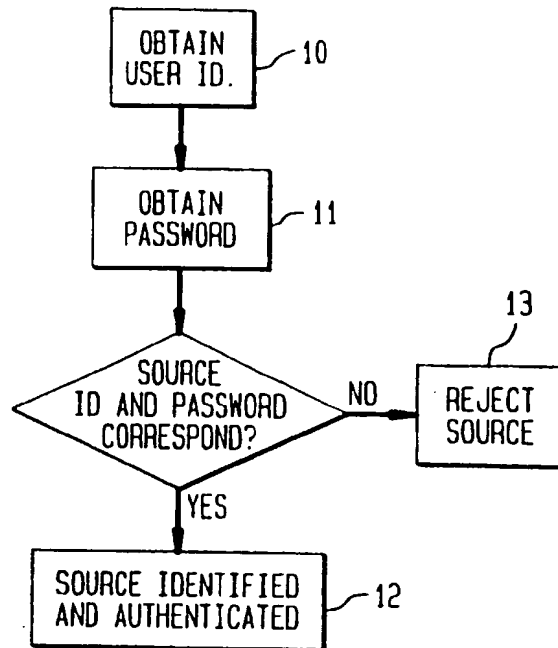 OBTAIN
USER ID.
10
OBTAIN
PASSWORD
11
SOURCE
ID AND PASSWORD
CORRESPOND?
NO
13
REJECT
SOURCE
YES
SOURCE IDENTIFIED
AND AUTHENTICATED
12